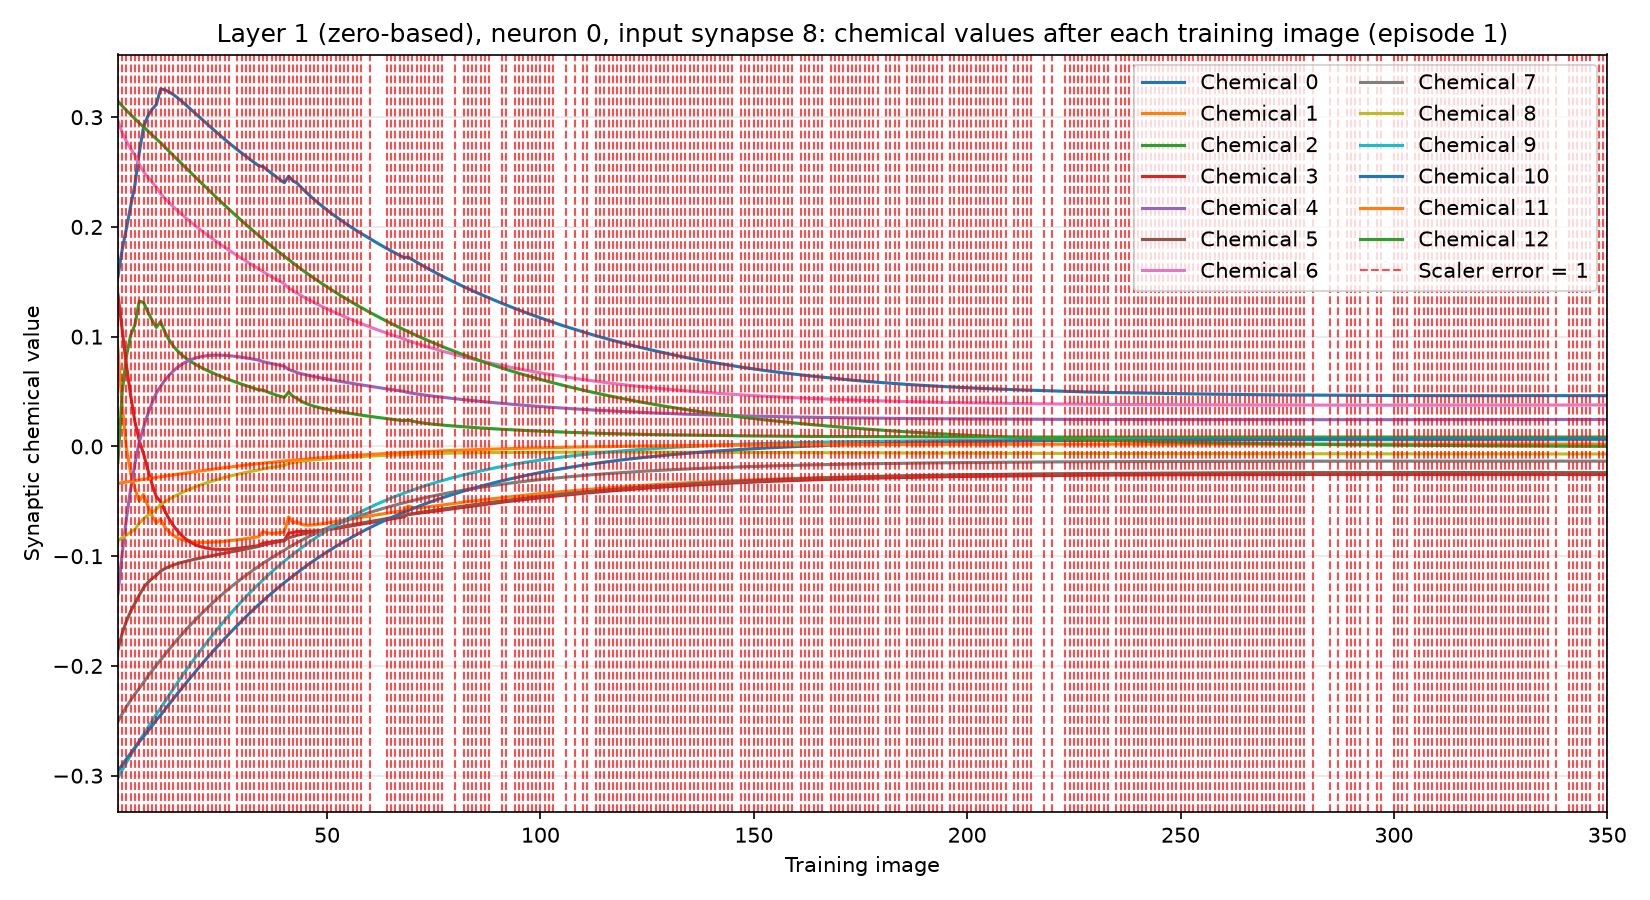 Layer 1 (zero-based), neuron 0, input synapse 8: chemical values after each training image (episode 1)
Synaptic chemical value
0.3
0.2
0.1
0.0
−0.1
−0.2
−0.3
Chemical 0
Chemical 1
Chemical 2
Chemical 3
Chemical 4
Chemical 5
Chemical 6
Chemical 7
Chemical 8
Chemical 9
Chemical 10
Chemical 11
Chemical 12
Scaler error = 1
50 100 150 200 250 300 350
Training image